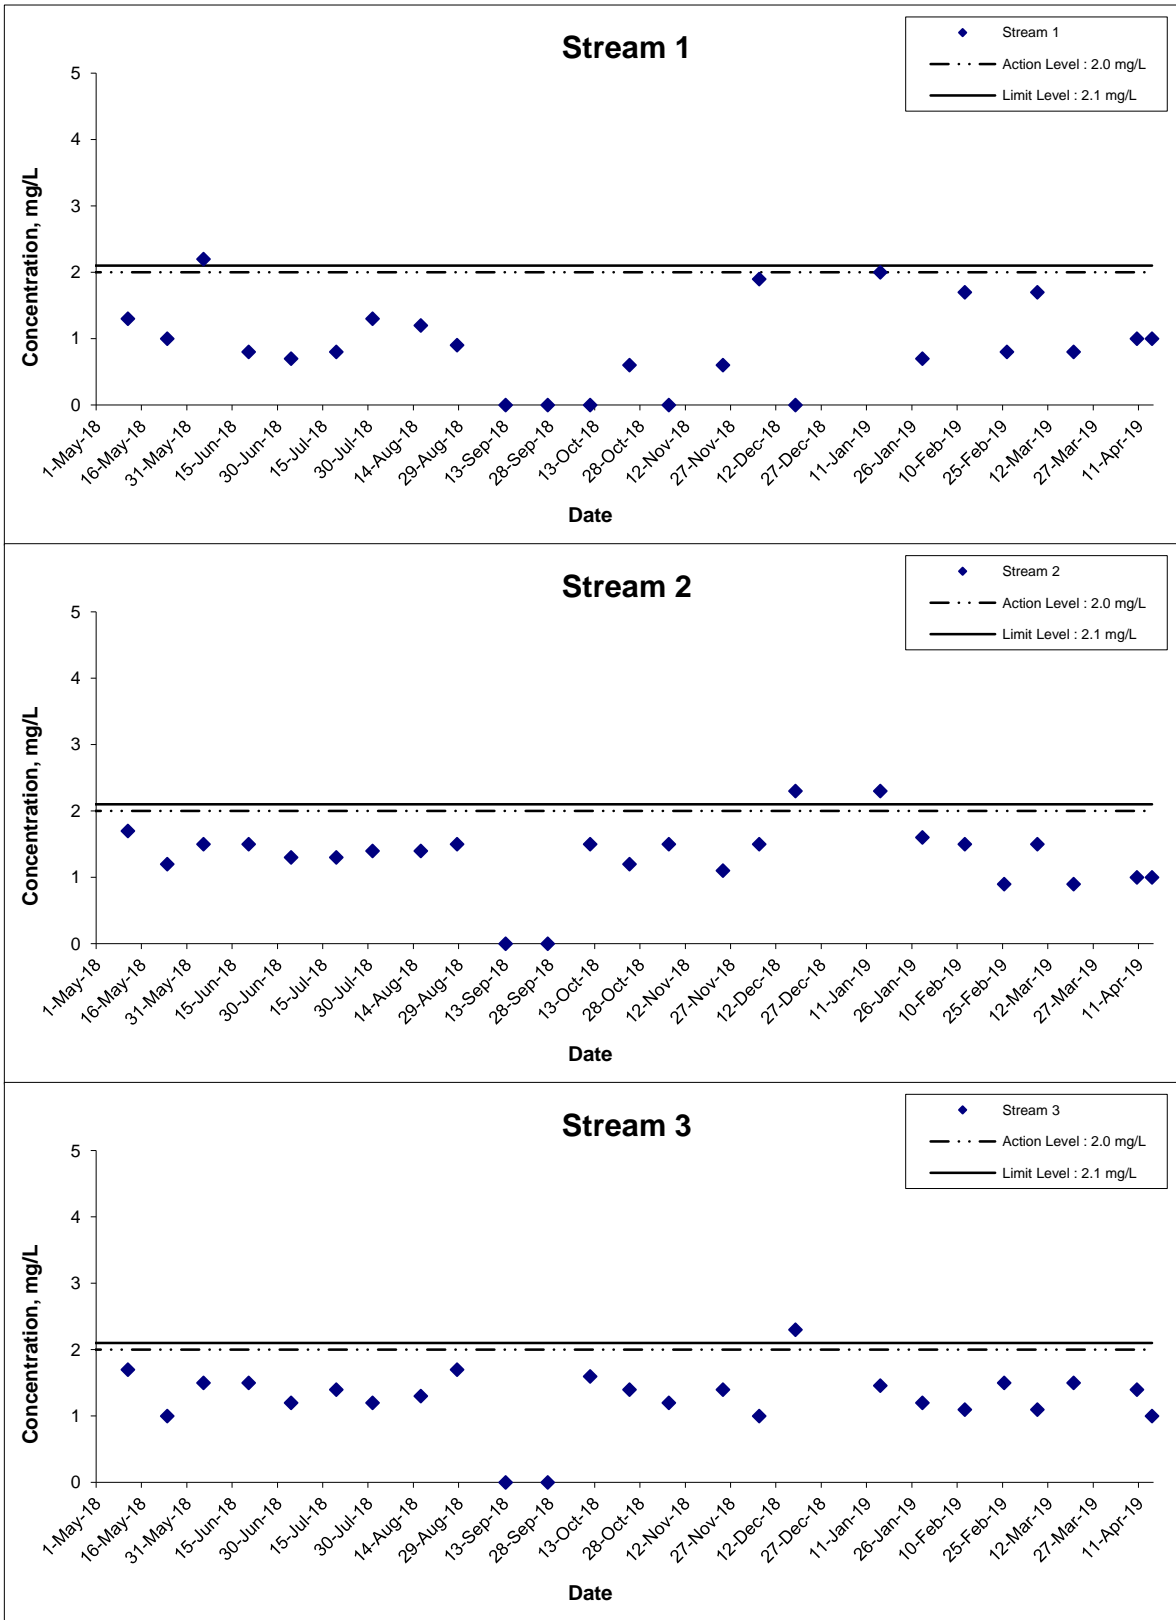 Stream 1
Stream 1
Action Level : 2.0 mg/L
Limit Level : 2.1 mg/L
Concentration, mg/L
5
4
3
2
1
0
1-May-18
16-May-18
31-May-18
15-Jun-18
30-Jun-18
15-Jul-18
30-Jul-18
14-Aug-18
29-Aug-18
13-Sep-18
28-Sep-18
13-Oct-18
28-Oct-18
12-Nov-18
27-Nov-18
12-Dec-18
27-Dec-18
11-Jan-19
26-Jan-19
10-Feb-19
25-Feb-19
12-Mar-19
27-Mar-19
11-Apr-19
Date
Stream 2
Stream 2
Action Level : 2.0 mg/L
Limit Level : 2.1 mg/L
Concentration, mg/L
5
4
3
2
1
0
1-May-18
16-May-18
31-May-18
15-Jun-18
30-Jun-18
15-Jul-18
30-Jul-18
14-Aug-18
29-Aug-18
13-Sep-18
28-Sep-18
13-Oct-18
28-Oct-18
12-Nov-18
27-Nov-18
12-Dec-18
27-Dec-18
11-Jan-19
26-Jan-19
10-Feb-19
25-Feb-19
12-Mar-19
27-Mar-19
11-Apr-19
Date
Stream 3
Stream 3
Action Level : 2.0 mg/L
Limit Level : 2.1 mg/L
Concentration, mg/L
5
4
3
2
1
0
1-May-18
16-May-18
31-May-18
15-Jun-18
30-Jun-18
15-Jul-18
30-Jul-18
14-Aug-18
29-Aug-18
13-Sep-18
28-Sep-18
13-Oct-18
28-Oct-18
12-Nov-18
27-Nov-18
12-Dec-18
27-Dec-18
11-Jan-19
26-Jan-19
10-Feb-19
25-Feb-19
12-Mar-19
27-Mar-19
11-Apr-19
Date